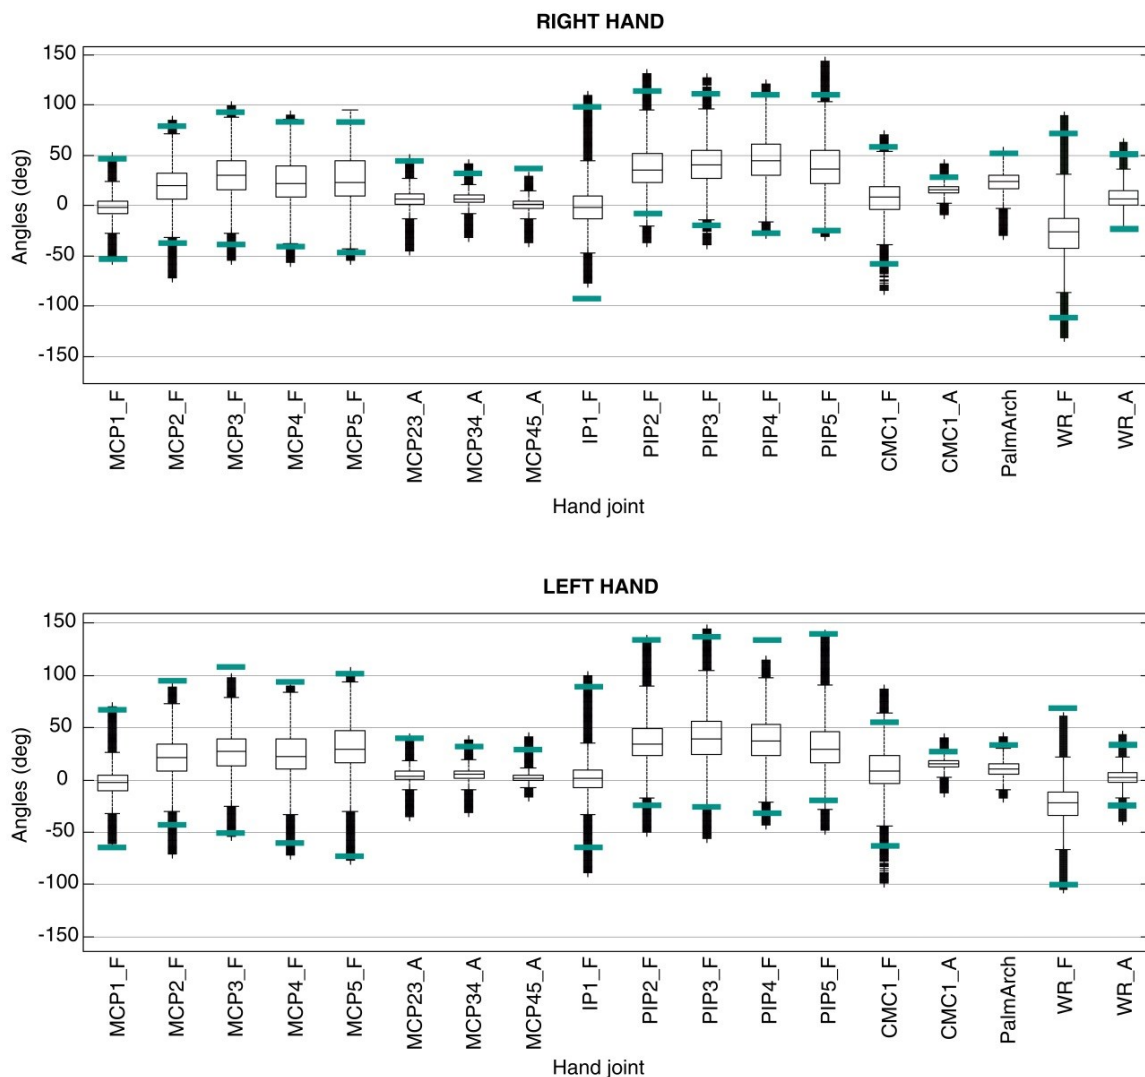 RIGHT HAND
150
100
50
0
-50
-100
-150
Angles (deg)
MCP1_F
MCP2_F
MCP3_F
MCP4_F
MCP5_F
MCP23_A
MCP34_A
MCP45_A
IP1_F
PIP2_F
PIP3_F
PIP4_F
PIP5_F
CMC1_F
CMC1_A
PalmArch
WR_F
WR_A
Hand joint
LEFT HAND
150
100
50
0
-50
-100
-150
Angles (deg)
MCP1_F
MCP2_F
MCP3_F
MCP4_F
MCP5_F
MCP23_A
MCP34_A
MCP45_A
IP1_F
PIP2_F
PIP3_F
PIP4_F
PIP5_F
CMC1_F
CMC1_A
PalmArch
WR_F
WR_A
Hand joint